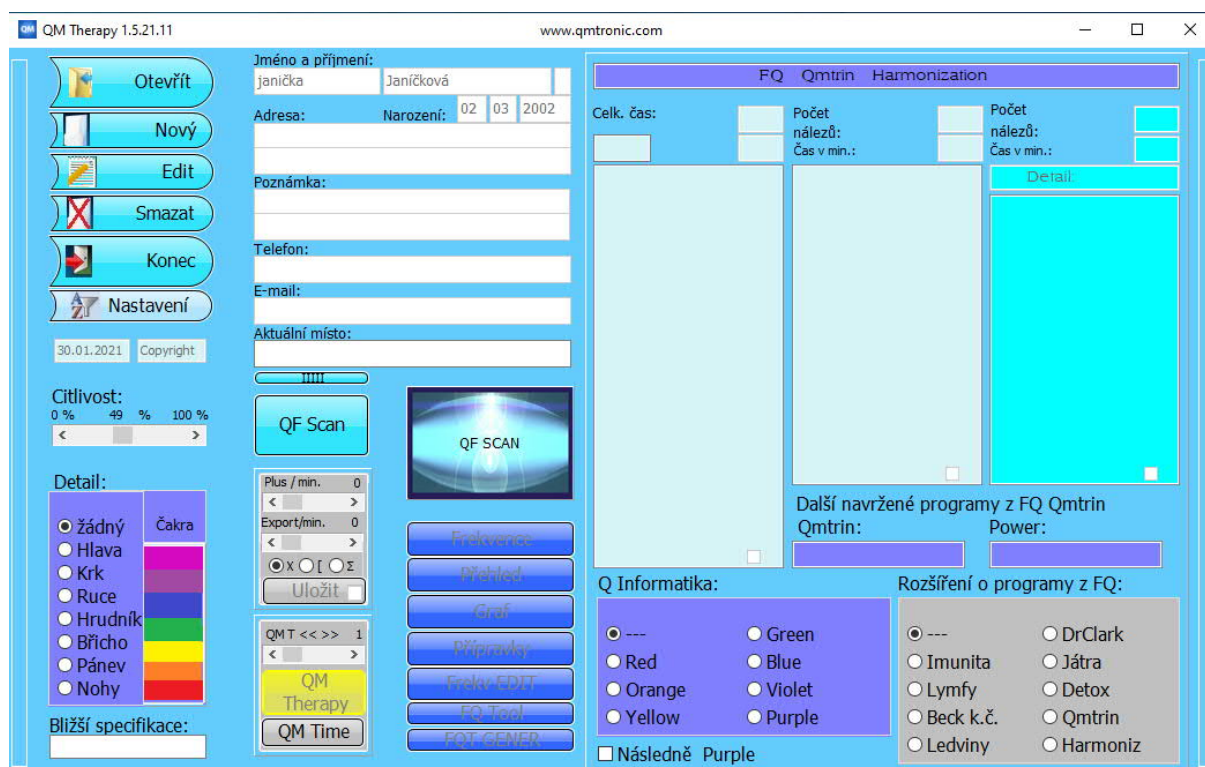 QM Therapy 1.5.21.11
www.qmtronic.com
Otevřít
Nový
Edit
Smazat
Konec
Nastavení
30.01.2021 Copyright
Citlivost:
0 % 49 % 100 %
Detail:
žádný
Hlava
Krk
Ruce
Hrudník
Břicho
Pánev
Nohy
Čakra
Bližší specifikace:
Jméno a příjmení:
janička Janíčková
Adresa: Narození: 02 03 2002
Poznámka:
Telefon:
E-mail:
Aktuální místo:
IIIII
QF Scan
QF SCAN
Plus / min. 0
Export/min. 0
X [ Σ
Uložit
QM T << >> 1
QM
Therapy
QM Time
Frekvence
Přehled
Graf
Přípravky
Frekv EDIT
FQ Tool
FQT GENER
FQ Qmtrin Harmonization
Celk. čas:
Počet
nálezů:
Čas v min.:
Počet
nálezů:
Čas v min.:
Detail:
Další navržené programy z FQ Qmtrin
Qmtrin: Power:
Q Informatika:
--- Green
Red Blue
Orange Violet
Yellow Purple
Následně Purple
Rozšíření o programy z FQ:
--- DrClark
Imunita Játra
Lymfy Detox
Beck k.č. Qmtrin
Ledviny Harmoniz